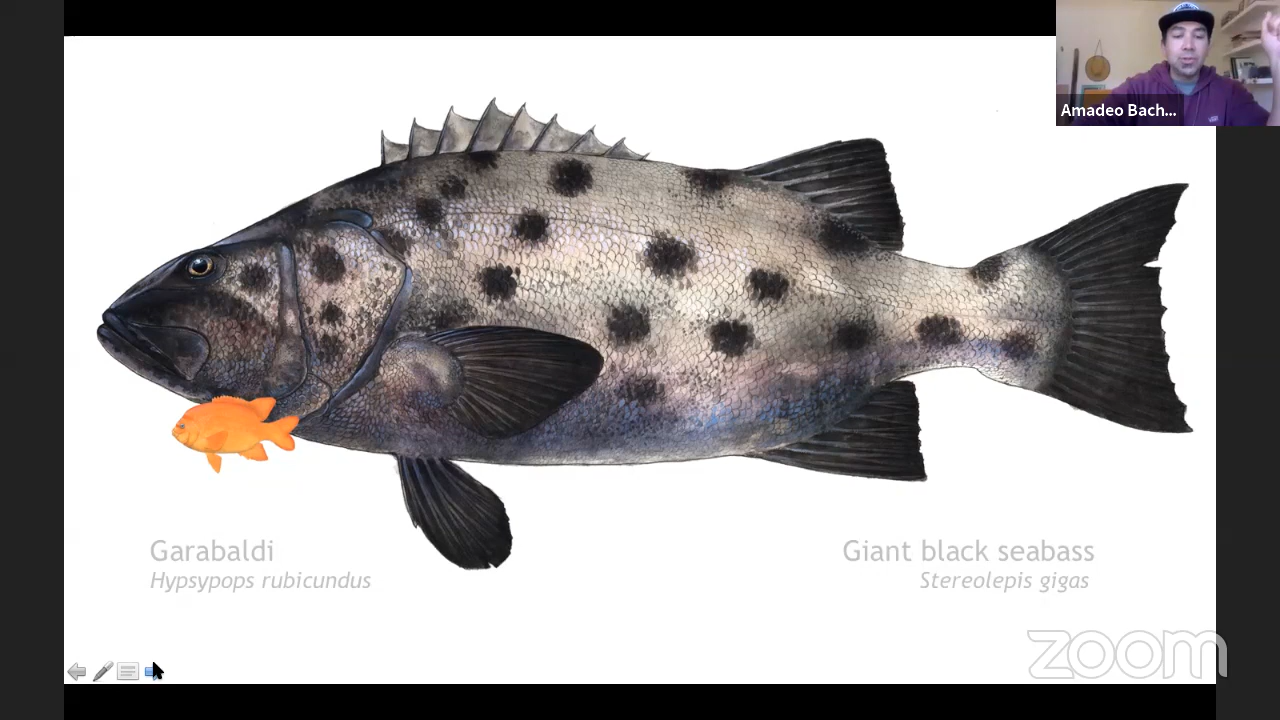 Amadeo Bach...
Garabaldi
Hypsypops rubicundus
Giant black seabass
Stereolepis gigas
zoom